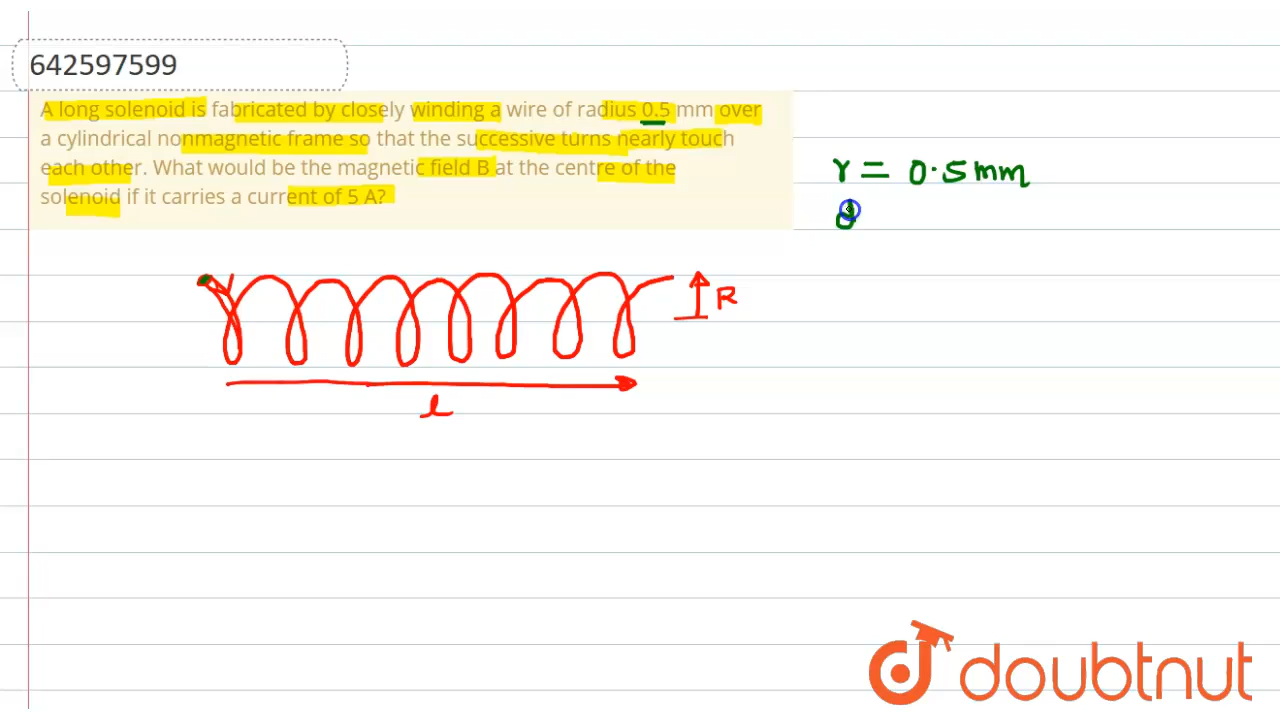 642597599
A long solenoid is fabricated by closely winding a wire of radius 0.5 mm over
a cylindrical nonmagnetic frame so that the successive turns nearly touch
each other. What would be the magnetic field B at the centre of the
solenoid if it carries a current of 5 A?
r = 0.5 mm
d
R
l
doubtnut